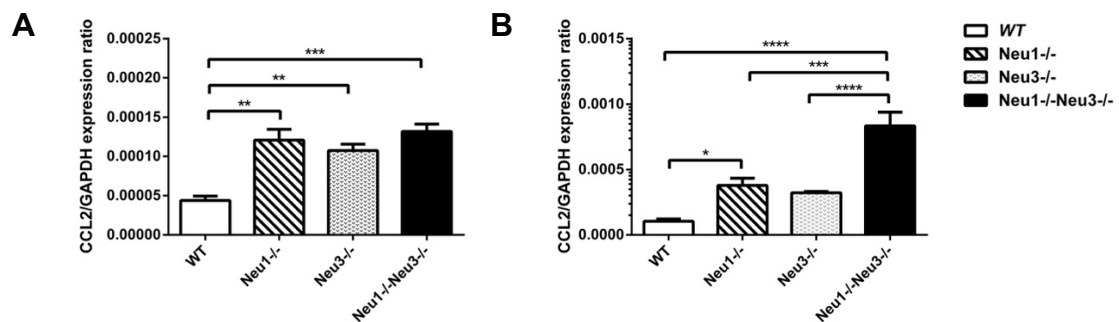 A
CCL2/GAPDH expression ratio
0.00025
0.00020
0.00015
0.00010
0.00005
0.00000
***
**
**
WT
Neu1-/-
Neu3-/-
Neu1-/-Neu3-/-
B
CCL2/GAPDH expression ratio
0.0015
0.0010
0.0005
0.0000
****
***
****
*
WT
Neu1-/-
Neu3-/-
Neu1-/-Neu3-/-
WT
Neu1-/-
Neu3-/-
Neu1-/-Neu3-/-